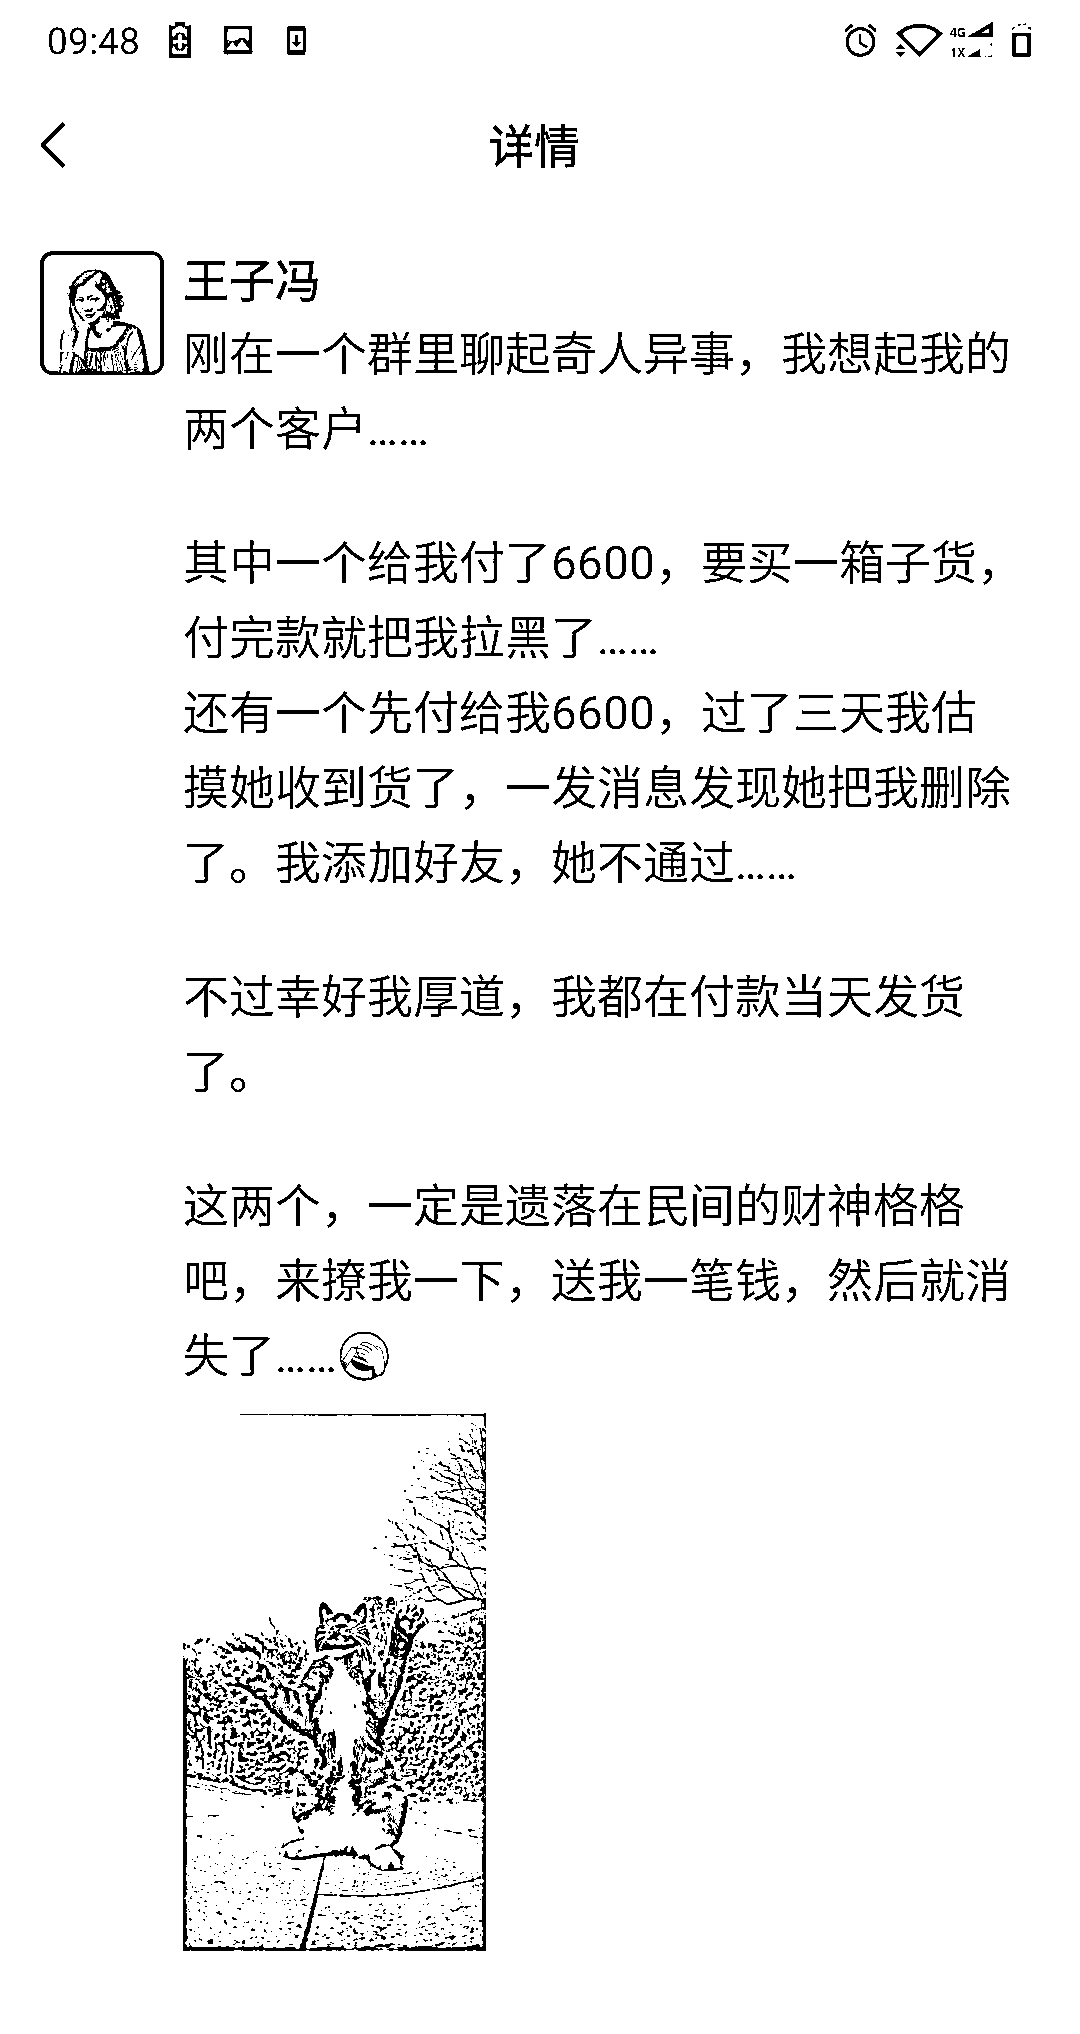 09:48
4G
1X
详情
王子冯
刚在一个群里聊起奇人异事，我想起我的
两个客户……
其中一个给我付了6600，要买一箱子货，
付完款就把我拉黑了……
还有一个先付给我6600，过了三天我估
摸她收到货了，一发消息发现她把我删除
了。我添加好友，她不通过……
不过幸好我厚道，我都在付款当天发货
了。
这两个，一定是遗落在民间的财神格格
吧，来撩我一下，送我一笔钱，然后就消
失了……